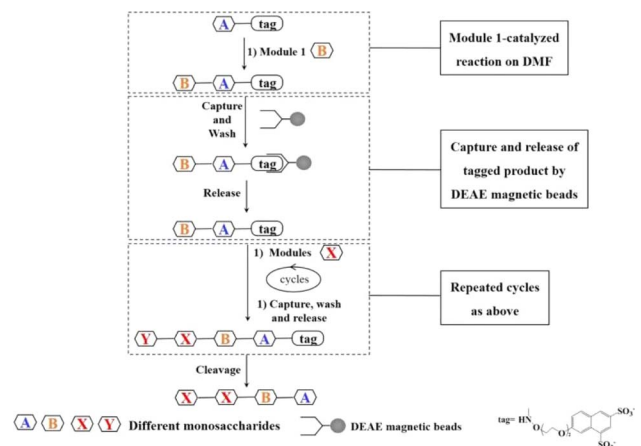 A tag
1) Module 1 B
B A tag
Module 1-catalyzed
reaction on DMF
Capture
and
Wash
B A tag
Capture and release of
tagged product by
DEAE magnetic beads
Release
B A tag
1) Modules X
cycles
1) Capture, wash
and release
Repeated cycles
as above
Y X B A tag
Cleavage
X X B A
A B X Y Different monosaccharides
DEAE magnetic beads
tag= HN O O 2 SO3-
SO3-